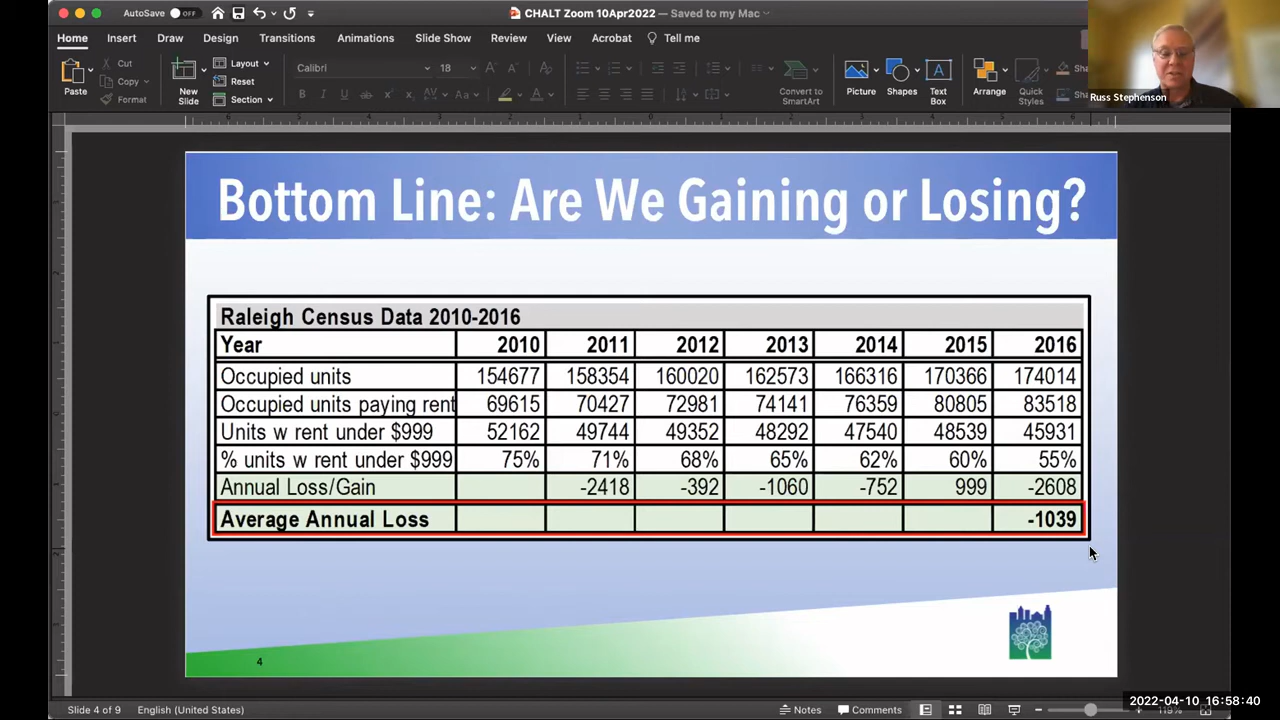 AutoSave OFF CHALT Zoom 10Apr2022 — Saved to my Mac
Home Insert Draw Design Transitions Animations Slide Show Review View Acrobat Tell me
Paste Cut Copy Format
New Slide Layout Reset Section
Calibri 18
Convert to SmartArt
Picture Shapes Text Box Arrange Quick Styles
Russ Stephenson
Bottom Line: Are We Gaining or Losing?
Raleigh Census Data 2010-2016
Year 2010 2011 2012 2013 2014 2015 2016
Occupied units 154677 158354 160020 162573 166316 170366 174014
Occupied units paying rent 69615 70427 72981 74141 76359 80805 83518
Units w rent under $999 52162 49744 49352 48292 47540 48539 45931
% units w rent under $999 75% 71% 68% 65% 62% 60% 55%
Annual Loss/Gain -2418 -392 -1060 -752 999 -2608
Average Annual Loss -1039
4
Slide 4 of 9 English (United States) Notes Comments
2022-04-10 16:58:40